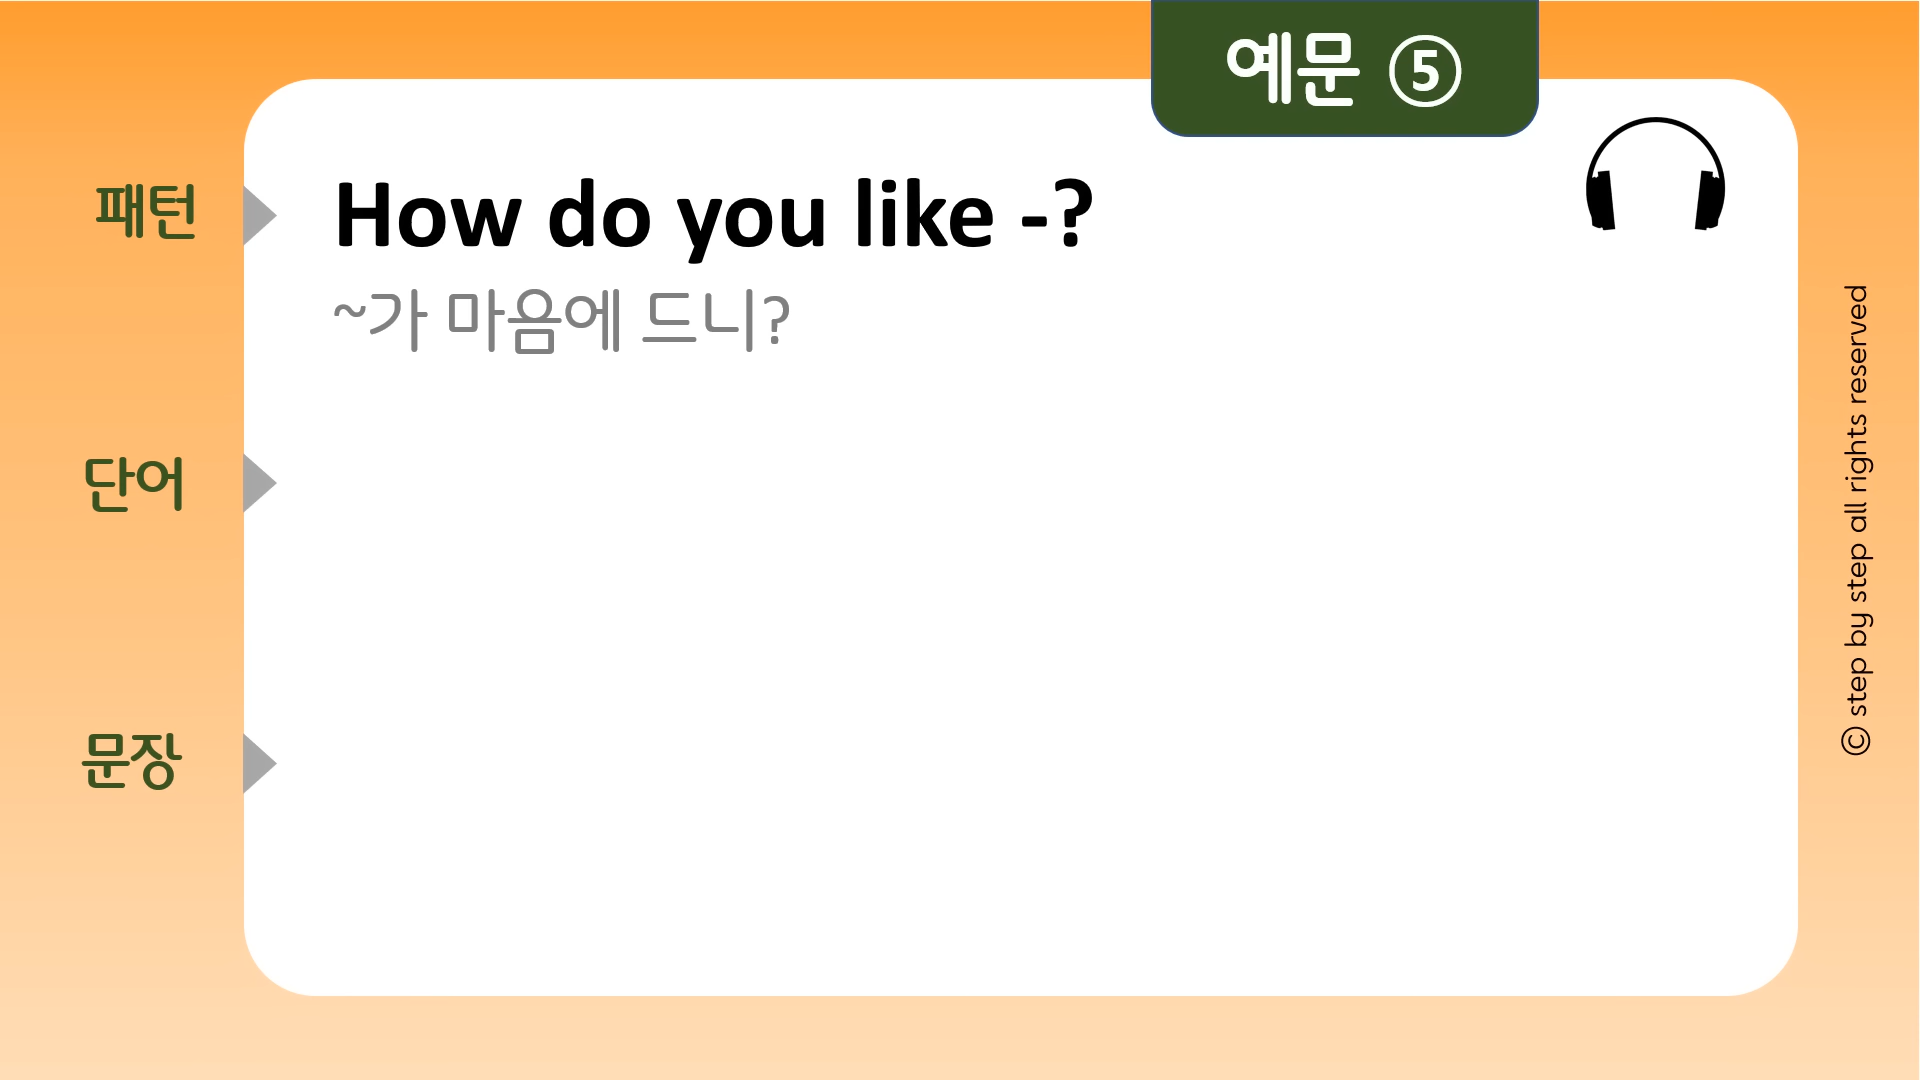 예문 ⑤
패턴
How do you like -?
~가 마음에 드니?
단어
문장
© step by step all rights reserved